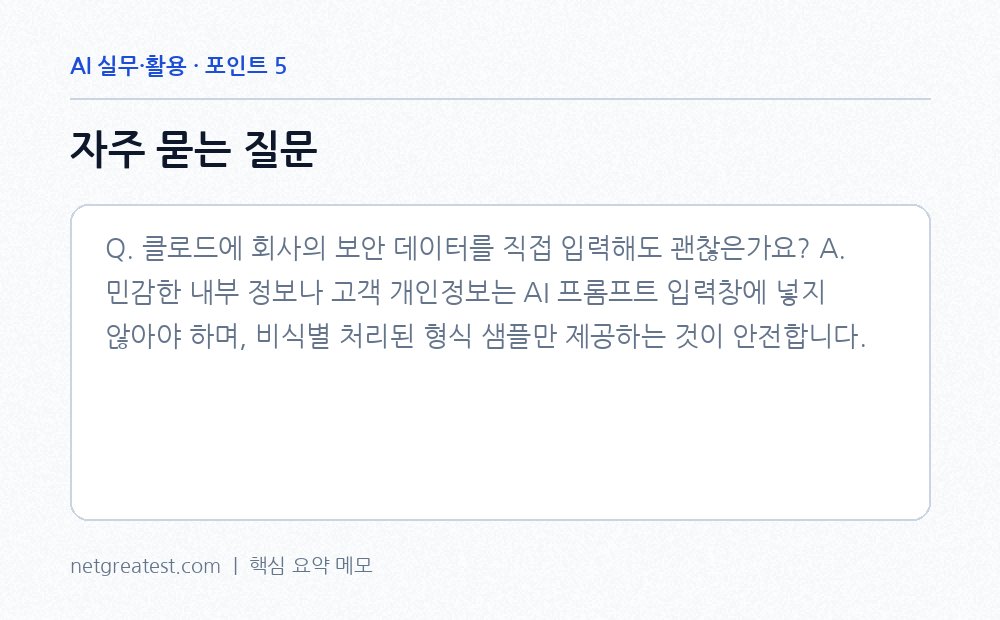 AI 실무·활용 · 포인트 5
자주 묻는 질문
Q. 클로드에 회사의 보안 데이터를 직접 입력해도 괜찮은가요? A.
민감한 내부 정보나 고객 개인정보는 AI 프롬프트 입력창에 넣지
않아야 하며, 비식별 처리된 형식 샘플만 제공하는 것이 안전합니다.
netgreatest.com | 핵심 요약 메모